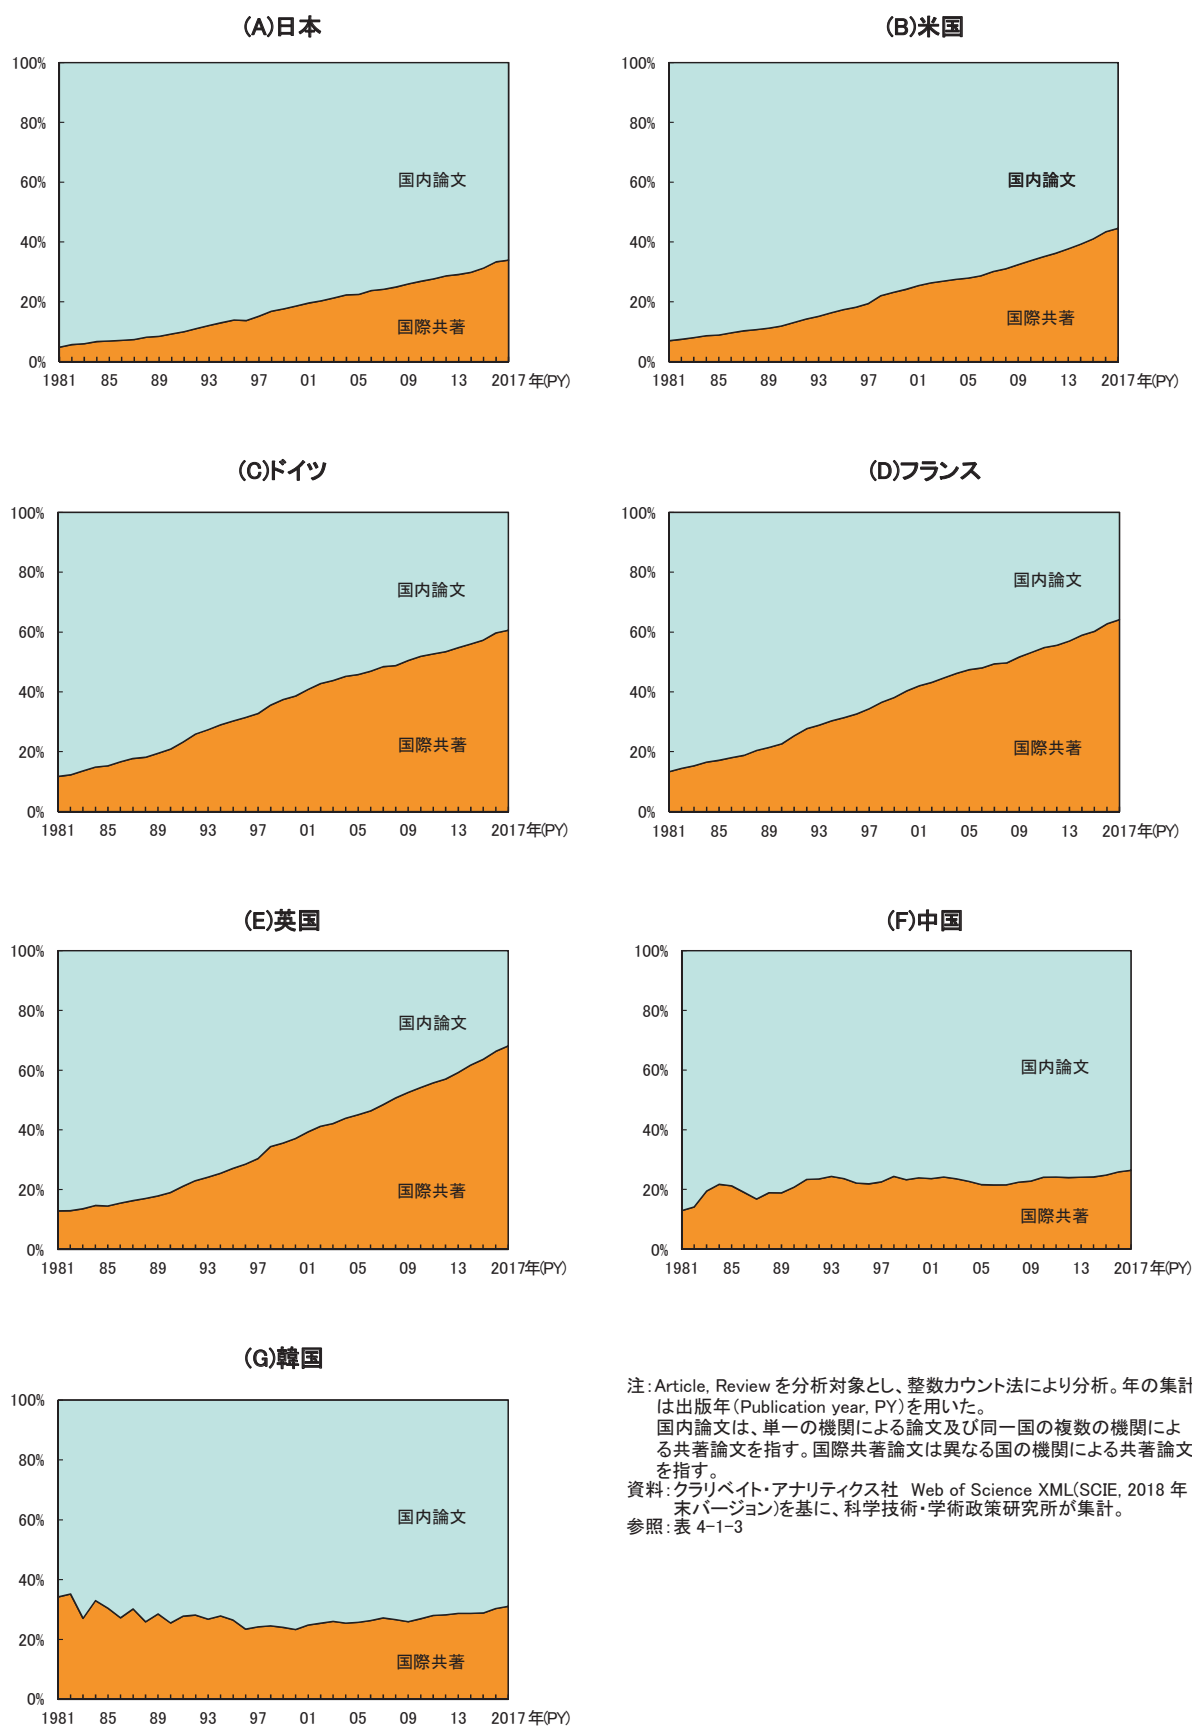 (A)日本
100%
80%
60%
40%
20%
0%
国内論文
国際共著
1981 85 89 93 97 01 05 09 13 2017年(PY)
(B)米国
100%
80%
60%
40%
20%
0%
国内論文
国際共著
1981 85 89 93 97 01 05 09 13 2017年(PY)
(C)ドイツ
100%
80%
60%
40%
20%
0%
国内論文
国際共著
1981 85 89 93 97 01 05 09 13 2017年(PY)
(D)フランス
100%
80%
60%
40%
20%
0%
国内論文
国際共著
1981 85 89 93 97 01 05 09 13 2017年(PY)
(E)英国
100%
80%
60%
40%
20%
0%
国内論文
国際共著
1981 85 89 93 97 01 05 09 13 2017年(PY)
(F)中国
100%
80%
60%
40%
20%
0%
国内論文
国際共著
1981 85 89 93 97 01 05 09 13 2017年(PY)
(G)韓国
100%
80%
60%
40%
20%
0%
国内論文
国際共著
1981 85 89 93 97 01 05 09 13 2017年(PY)
注:Article, Review を分析対象とし、整数カウント法により分析。年の集計
は出版年(Publication year, PY)を用いた。
国内論文は、単一の機関による論文及び同一国の複数の機関によ
る共著論文を指す。国際共著論文は異なる国の機関による共著論文
を指す。
資料:クラリベイト・アナリティクス社 Web of Science XML(SCIE, 2018 年
末バージョン)を基に、科学技術・学術政策研究所が集計。
参照:表 4-1-3